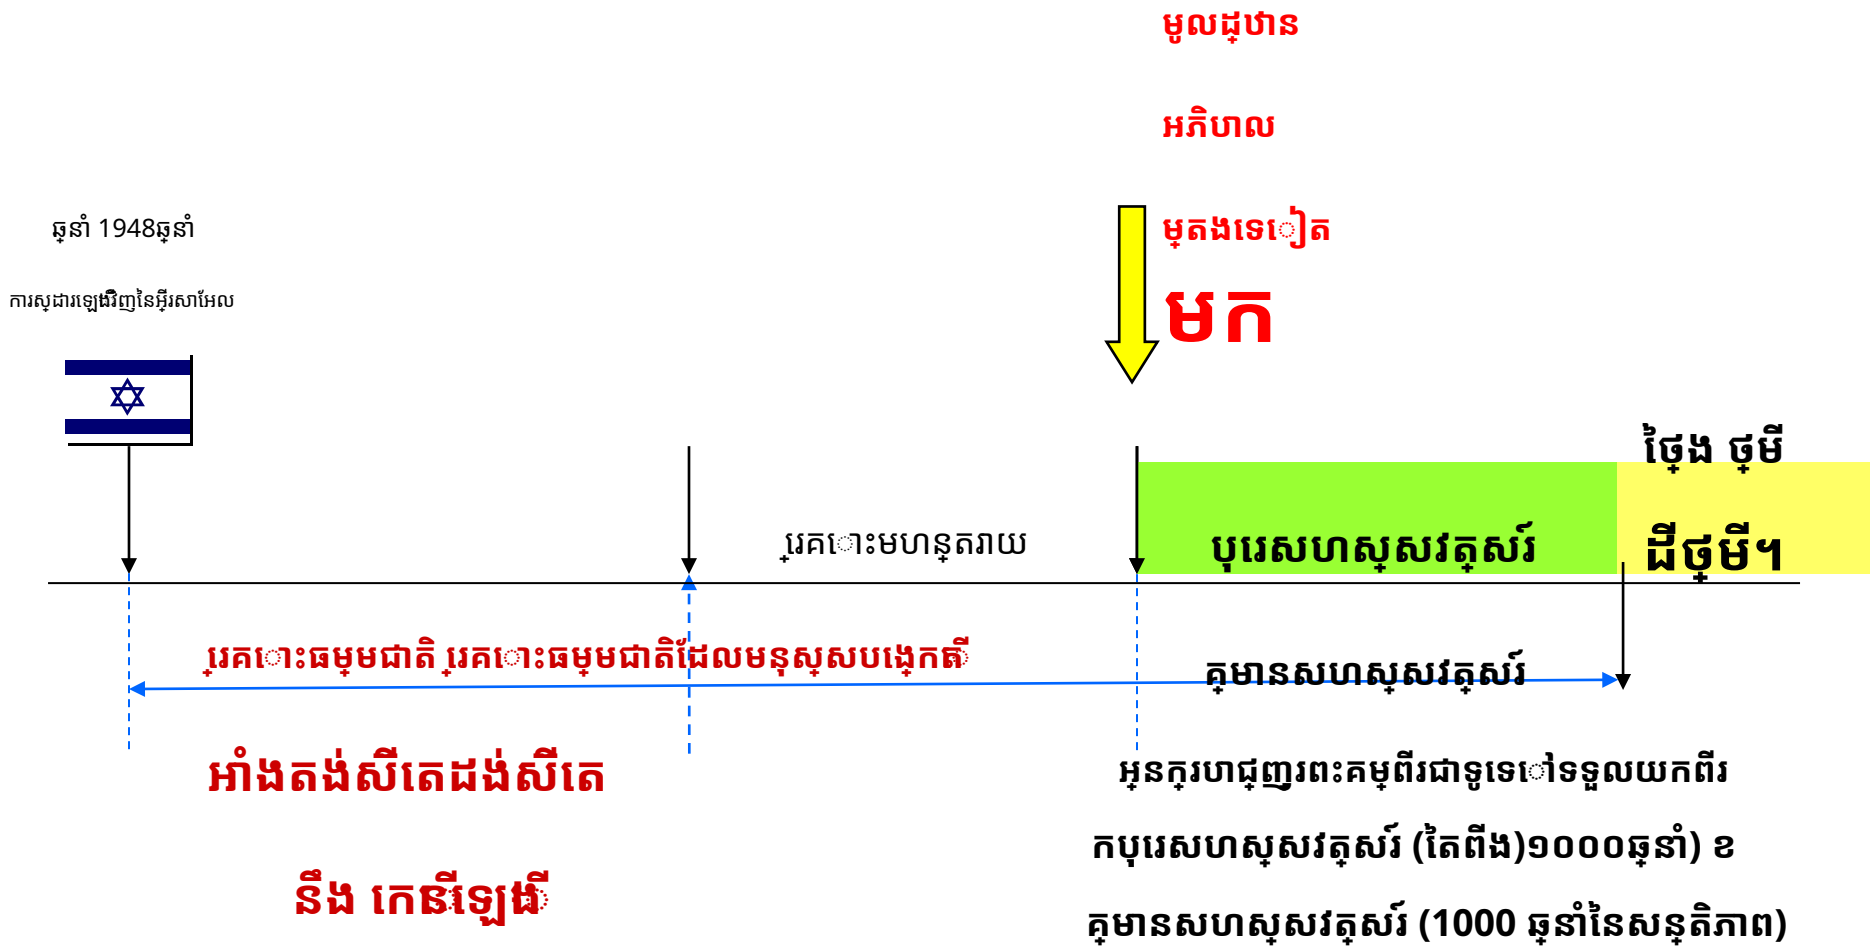 មូលដ្ឋាន
អភិបាល
ម្តងទៀត
មក
ឆ្នាំ 1948ឆ្នាំ
ការស្ដារឡើងវិញនៃអ៊ីស្រាអែល
ថ្ងៃង ថ្មី
ដីថ្មី។
គ្រោះមហន្តរាយ
បុរេសហស្សវត្សរ៍
គ្រោះធម្មជាតិ គ្រោះធម្មជាតិដែលមនុស្សបង្កើត
គ្មានសហស្សវត្សរ៍
អាំងតង់ស៊ីតេដង់ស៊ីតេ
នឹង កើនឡើង
អ្នកប្រាជ្ញព្រះគម្ពីរជាទូទៅទទួលយកពីរ
កបុរេសហស្សវត្សរ៍ (តៃពីង)១០០០ឆ្នាំ) ខ
គ្មានសហស្សវត្សរ៍ (1000 ឆ្នាំនៃសន្តិភាព)